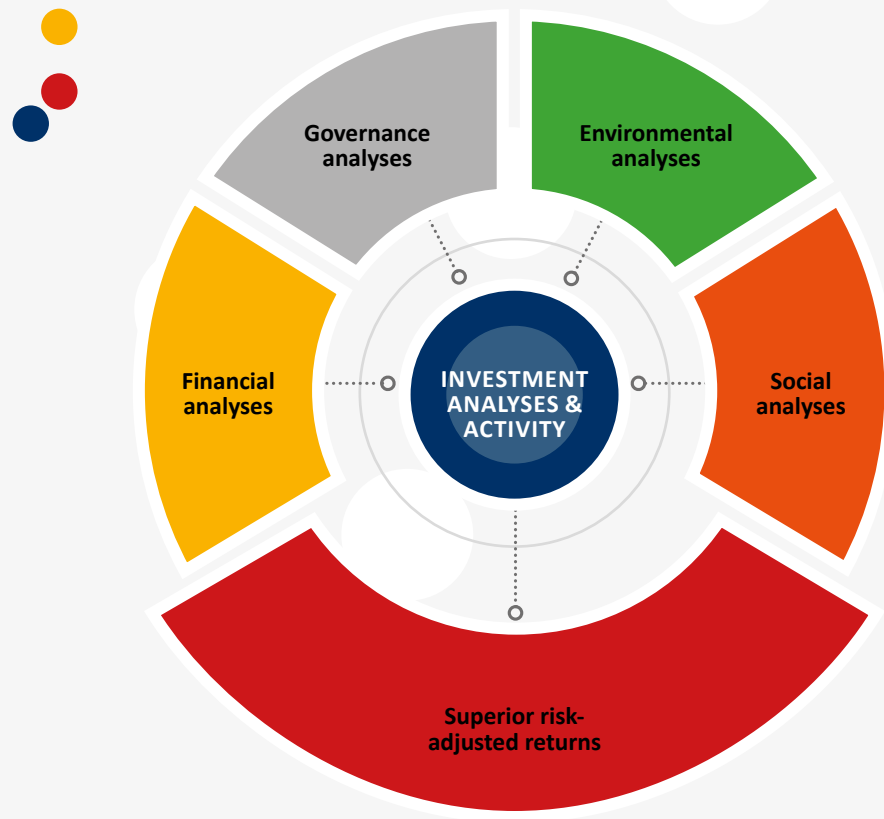 Governance
analyses
Environmental
analyses
Financial
analyses
INVESTMENT
ANALYSES &
ACTIVITY
Social
analyses
Superior risk-
adjusted returns